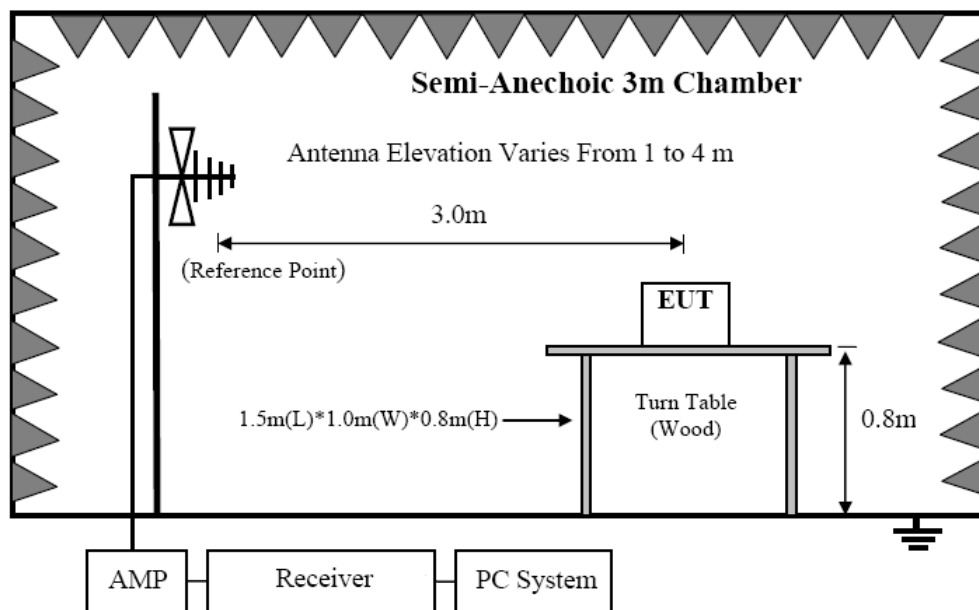 Semi-Anechoic 3m Chamber
Antenna Elevation Varies From 1 to 4 m
3.0m
(Reference Point)
EUT
1.5m(L)*1.0m(W)*0.8m(H)
Turn Table
(Wood)
0.8m
AMP
Receiver
PC System